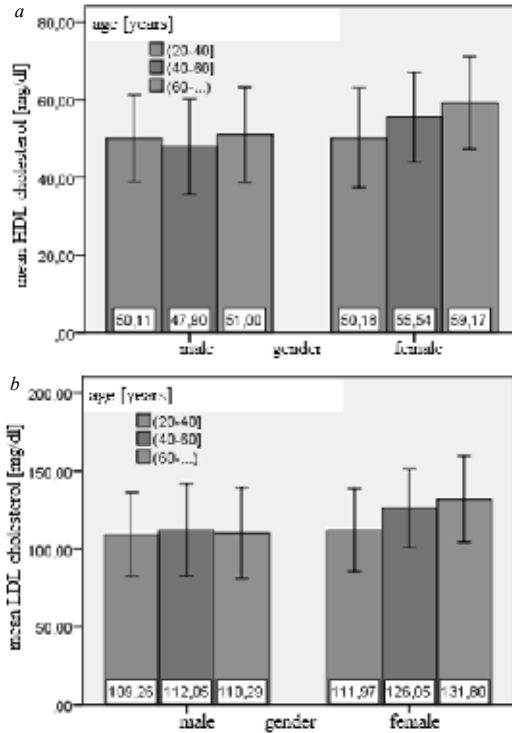 a
mean HDL cholesterol [mg/dl]
80,00
60,00
40,00
20,00
,00
age [years]
(20-40]
(40-60]
(60-...)
50,11 47,90 51,00 50,18 55,54 59,17
male gender female
b
mean LDL cholesterol [mg/dl]
200,00
150,00
100,00
50,00
,00
age [years]
(20-40]
(40-60]
(60-...)
109,26 112,05 110,29 111,97 126,05 131,80
male gender female